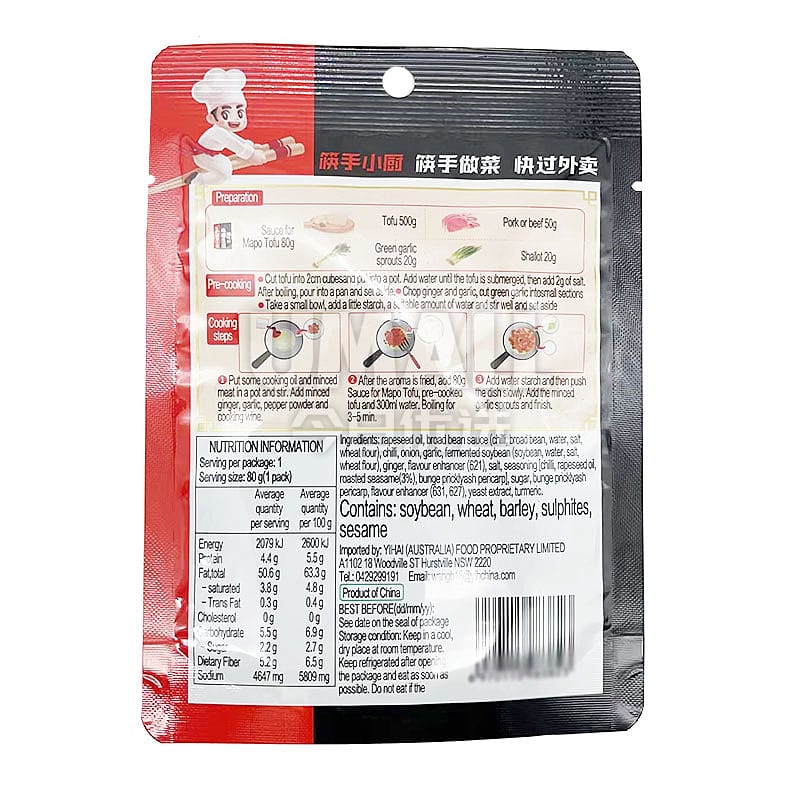 筷手小厨 筷手做菜 快过外卖
Preparation
Sauce for
Mapo Tofu 80g
Tofu 500g
Pork or beef 50g
Green garlic
sprouts 20g
Shallot 20g
Pre-cooking
● Cut tofu into 2cm cubesand put into a pot. Add water until the tofu is submerged, then add 2g of salt.
After boiling, pour into a pan and set aside. ● Chop ginger and garlic, cut green garlic intosmall sections
● Take a small bowl, add a little starch, a suitable amount of water and stir well and set aside
Cooking
steps
1 Put some cooking oil and minced
meat in a pot and stir. Add minced
ginger, garlic, pepper powder and
cooking wine.
2 After the aroma is fried, add 80g
Sauce for Mapo Tofu, pre-cooked
tofu and 300ml water. Boiling for
3-5 min.
3 Add water starch and then push
the dish slowly. Add the minced
garlic sprouts and finish.
OMALL
NUTRITION INFORMATION
Serving per package: 1
Serving size: 80 g(1 pack)
Average quantity per serving Average quantity per 100 g
Energy 2079 kJ 2600 kJ
Protein 4.4 g 5.5 g
Fat,total 50.6 g 63.3 g
– saturated 3.8 g 4.8 g
– Trans Fat 0.3 g 0.4 g
Cholesterol 0 g 0 g
Carbohydrate 5.5 g 6.9 g
– Sugar 2.2 g 2.7 g
Dietary Fiber 5.2 g 6.5 g
Sodium 4647 mg 5809 mg
Ingredients: rapeseed oil, broad bean sauce (chilli, broad bean, water, salt,
wheat flour), chilli, onion, garlic, fermented soybean (soybean, water, salt,
wheat flour), ginger, flavour enhancer (621), salt, seasoning [chilli, rapeseed oil,
roasted seasame(3%), bunge pricklyash pericarp], sugar, bunge pricklyash
pericarp, flavour enhancer (631, 627), yeast extract, turmeric.
Contains: soybean, wheat, barley, sulphites,
sesame
Imported by: YIHAI (AUSTRALIA) FOOD PROPRIETARY LIMITED
A1102 18 Woodville ST Hurstville NSW 2220
Tel.: 0429299191 Email:
Product of China
BEST BEFORE(dd/mm/yy):
See date on the seal of package
Storage condition: Keep in a cool,
dry place at room temperature.
Keep refrigerated after opening
the package and eat as soon as
possible. Do not eat if the